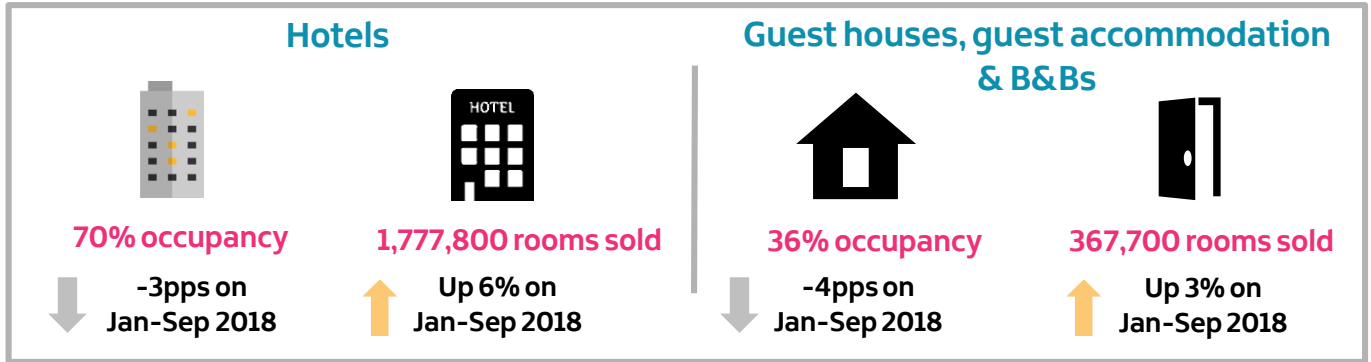 Hotels
HOTEL
70% occupancy
-3pps on
Jan-Sep 2018
1,777,800 rooms sold
Up 6% on
Jan-Sep 2018
Guest houses, guest accommodation
& B&Bs
36% occupancy
-4pps on
Jan-Sep 2018
367,700 rooms sold
Up 3% on
Jan-Sep 2018